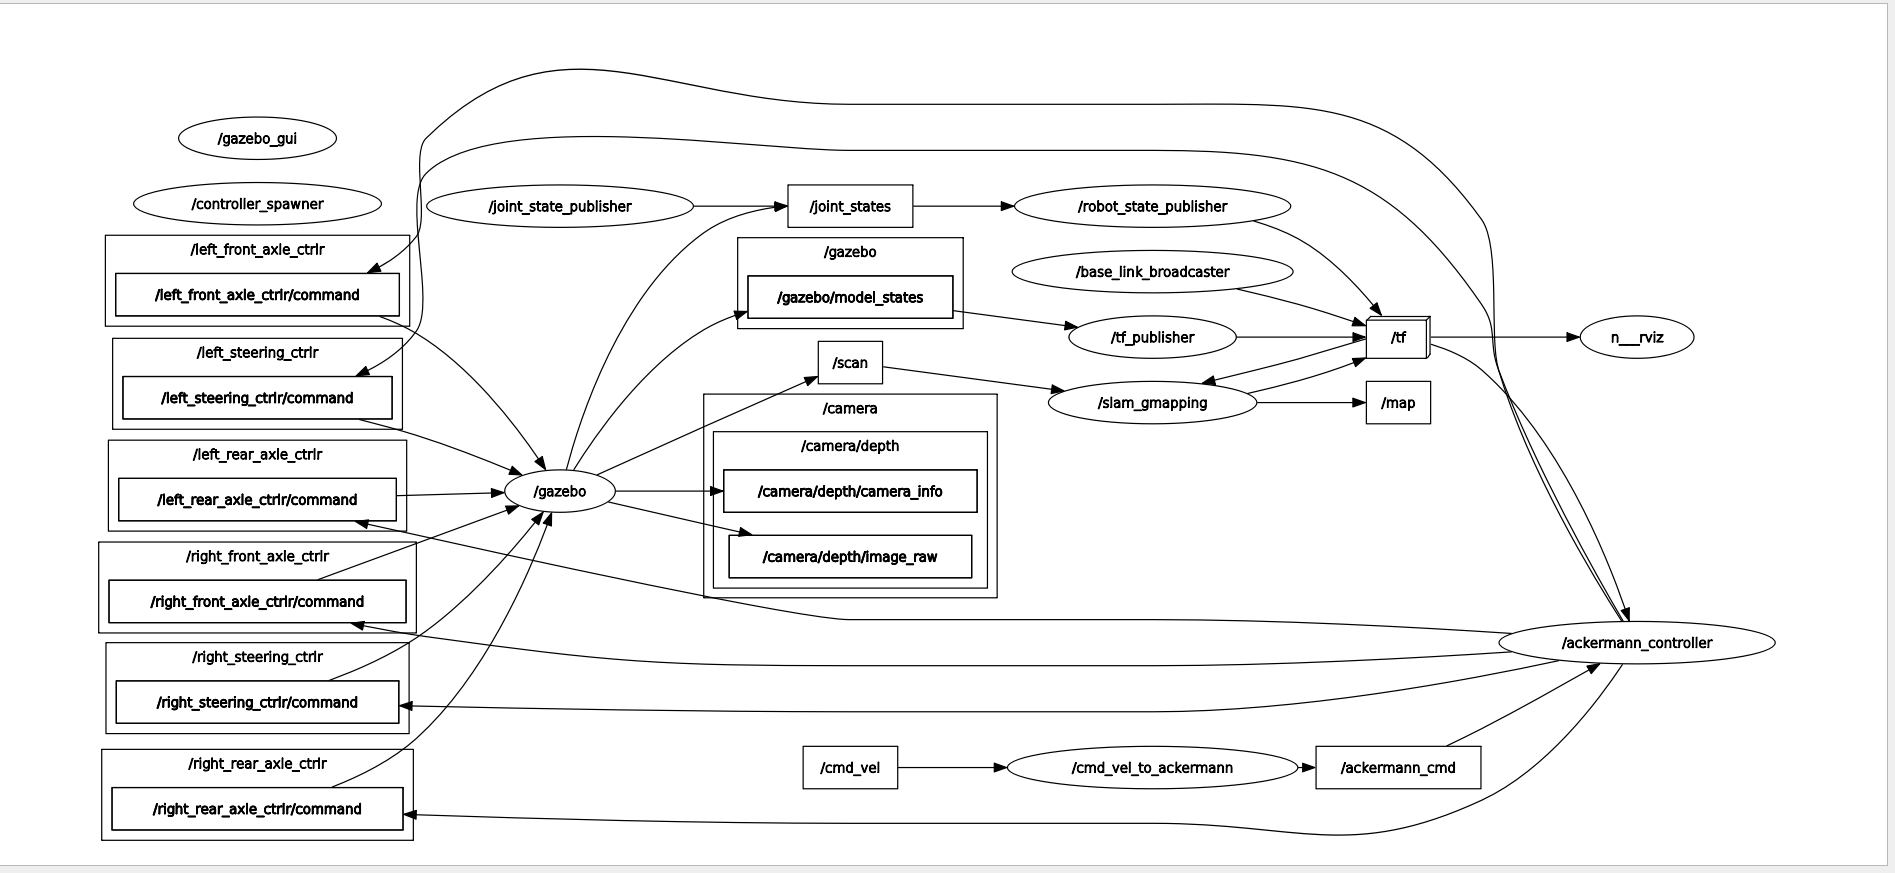 /gazebo_gui
/controller_spawner
/left_front_axle_ctrlr
/left_front_axle_ctrlr/command
/left_steering_ctrlr
/left_steering_ctrlr/command
/left_rear_axle_ctrlr
/left_rear_axle_ctrlr/command
/right_front_axle_ctrlr
/right_front_axle_ctrlr/command
/right_steering_ctrlr
/right_steering_ctrlr/command
/right_rear_axle_ctrlr
/right_rear_axle_ctrlr/command
/joint_state_publisher
/gazebo
/joint_states
/gazebo
/gazebo/model_states
/scan
/camera
/camera/depth
/camera/depth/camera_info
/camera/depth/image_raw
/cmd_vel
/robot_state_publisher
/base_link_broadcaster
/tf_publisher
/slam_gmapping
/cmd_vel_to_ackermann
/tf
/map
/ackermann_cmd
n___rviz
/ackermann_controller